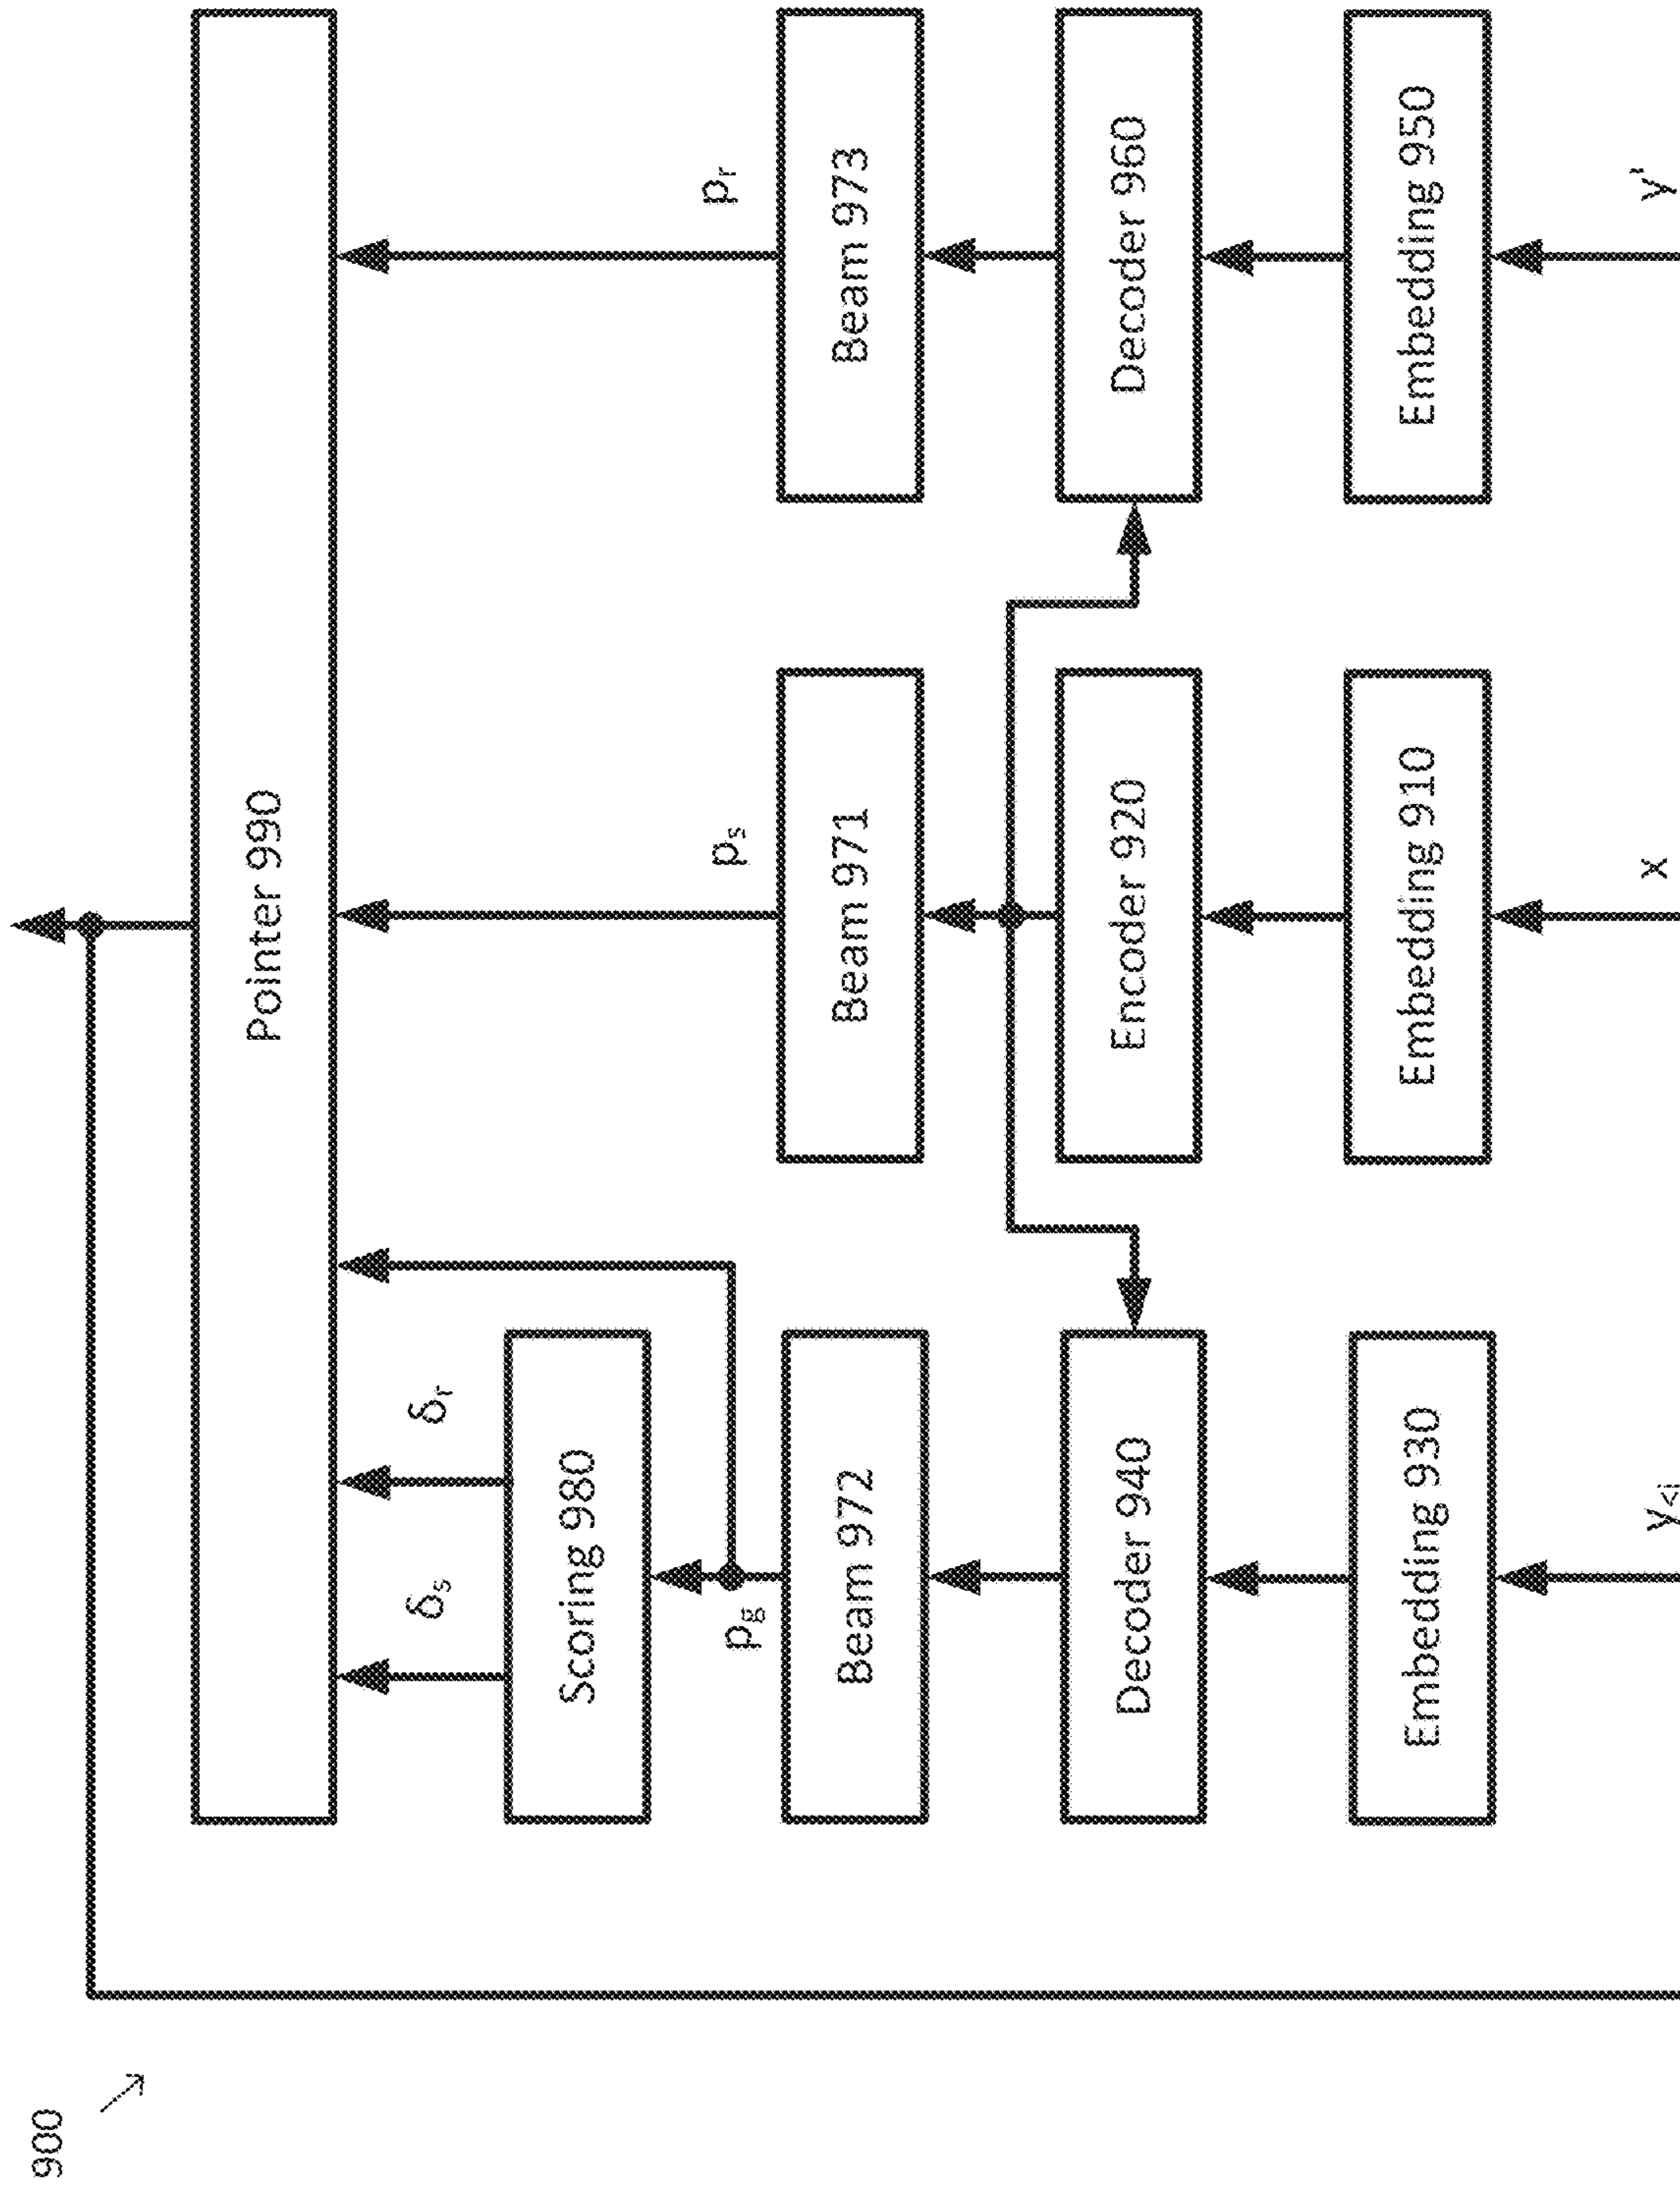 900
Pointer 990
δₛ
δᵣ
Scoring 980
p_g
pₛ
pᵣ
Beam 972
Beam 971
Beam 973
Decoder 940
Encoder 920
Decoder 960
Embedding 930
Embedding 910
Embedding 950
y<i
x
y'